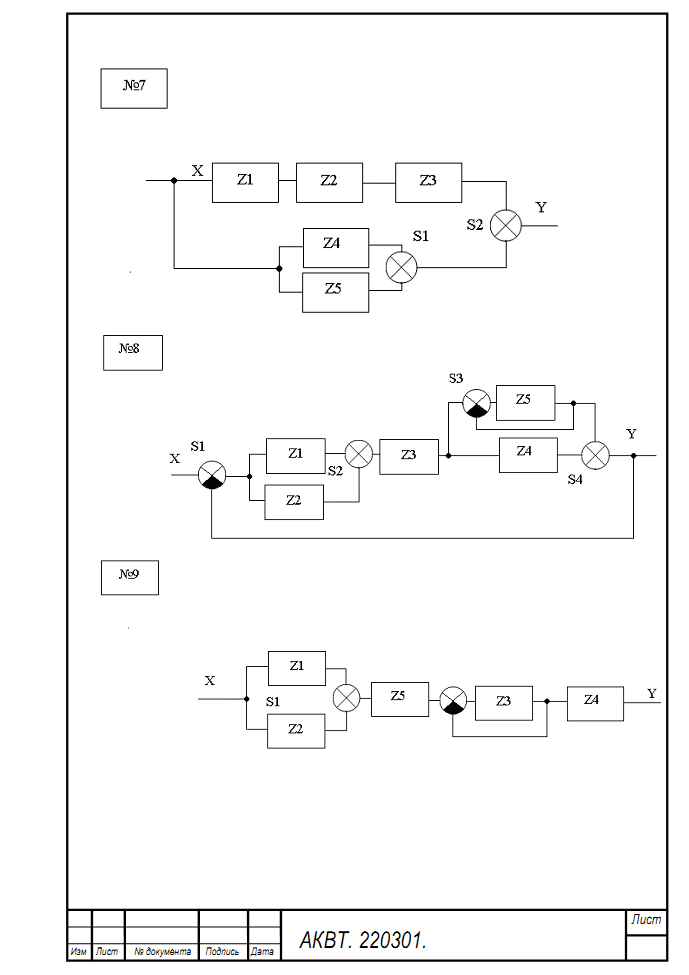 №7
X Z1 Z2 Z3
Y
S2
Z4 S1
Z5
№8
S3
Z5
S1 Y
X Z1 S2 Z3 Z4
S4
Z2
№9
X Z1
S1 Z5 Z3 Z4 Y
Z2
Лист
АКВТ. 220301.
Изм Лист № документа Подпись Дата